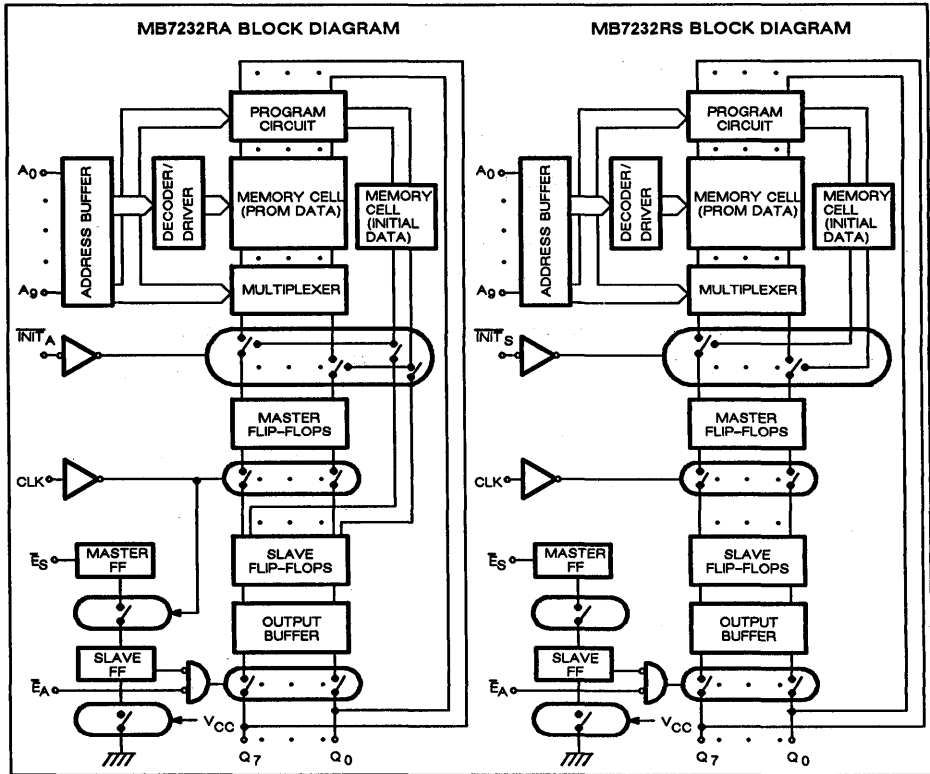 MB7232RA BLOCK DIAGRAM
PROGRAM
CIRCUIT
A0
ADDRESS BUFFER
DECODER/
DRIVER
MEMORY CELL
(PROM DATA)
MEMORY
CELL
(INITIAL
DATA)
A9
MULTIPLEXER
INIT A
MASTER
FLIP-FLOPS
CLK
ES
MASTER
FF
SLAVE
FLIP-FLOPS
OUTPUT
BUFFER
SLAVE
FF
EA
VCC
Q7
Q0
MB7232RS BLOCK DIAGRAM
PROGRAM
CIRCUIT
A0
ADDRESS BUFFER
DECODER/
DRIVER
MEMORY CELL
(PROM DATA)
MEMORY
CELL
(INITIAL
DATA)
A9
MULTIPLEXER
INIT S
MASTER
FLIP-FLOPS
CLK
ES
MASTER
FF
SLAVE
FLIP-FLOPS
OUTPUT
BUFFER
SLAVE
FF
EA
VCC
Q7
Q0